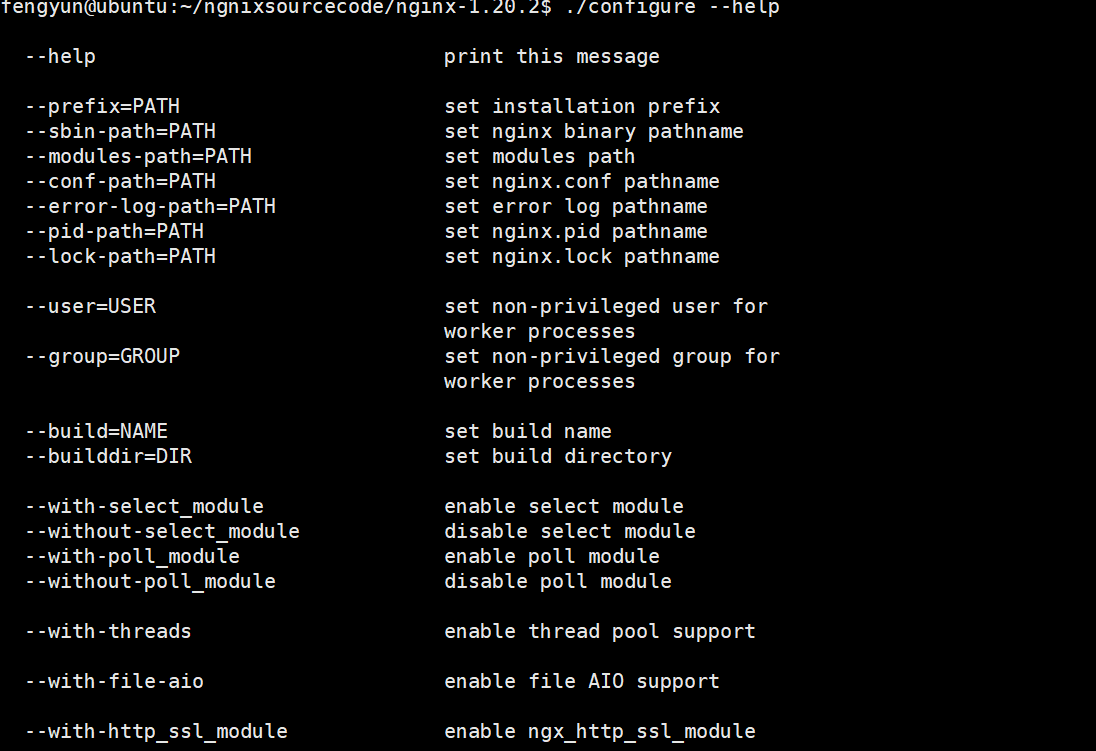 fengyun@ubuntu:~/ngnixsourcecode/nginx-1.20.2$ ./configure --help
--help print this message
--prefix=PATH set installation prefix
--sbin-path=PATH set nginx binary pathname
--modules-path=PATH set modules path
--conf-path=PATH set nginx.conf pathname
--error-log-path=PATH set error log pathname
--pid-path=PATH set nginx.pid pathname
--lock-path=PATH set nginx.lock pathname
--user=USER set non-privileged user for
worker processes
--group=GROUP set non-privileged group for
worker processes
--build=NAME set build name
--builddir=DIR set build directory
--with-select_module enable select module
--without-select_module disable select module
--with-poll_module enable poll module
--without-poll_module disable poll module
--with-threads enable thread pool support
--with-file-aio enable file AIO support
--with-http_ssl_module enable ngx_http_ssl_module